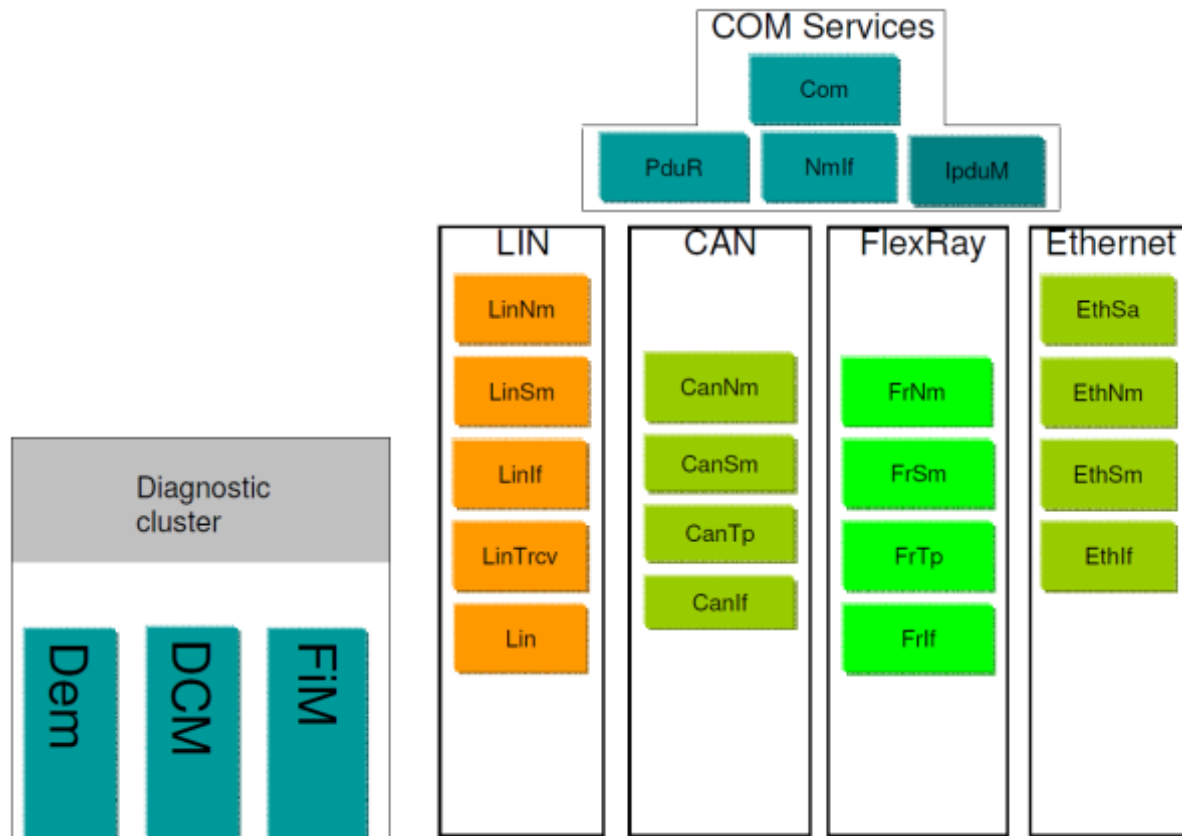 COM Services
Com
PduR
NmIf
IpduM
LIN
LinNm
LinSm
LinIf
LinTrcv
Lin
CAN
CanNm
CanSm
CanTp
CanIf
FlexRay
FrNm
FrSm
FrTp
FrIf
Ethernet
EthSa
EthNm
EthSm
EthIf
Diagnostic
cluster
Dem
DCM
FiM